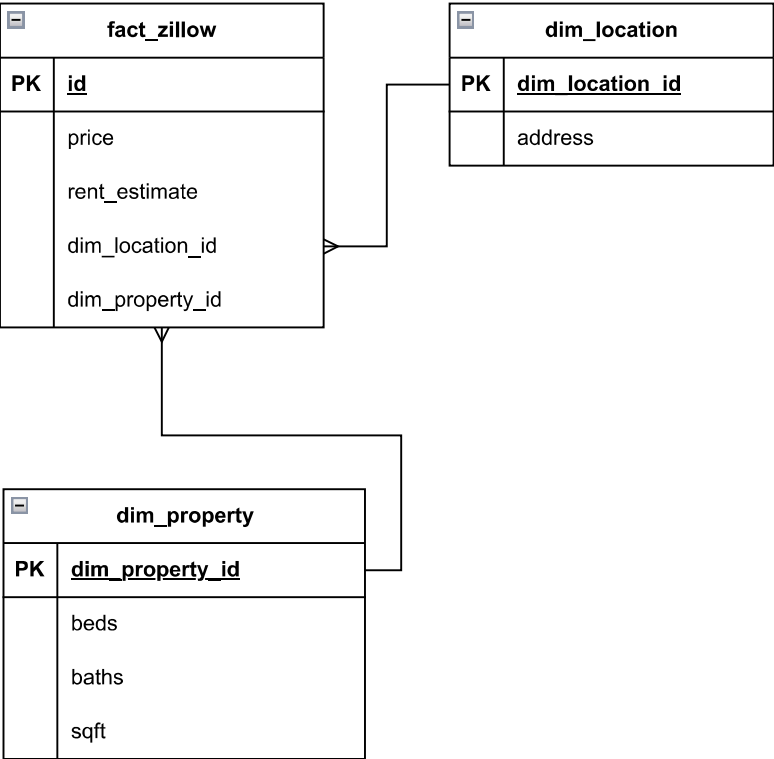 fact_zillow
PK id
price
rent_estimate
dim_location_id
dim_property_id
dim_location
PK dim_location_id
address
dim_property
PK dim_property_id
beds
baths
sqft